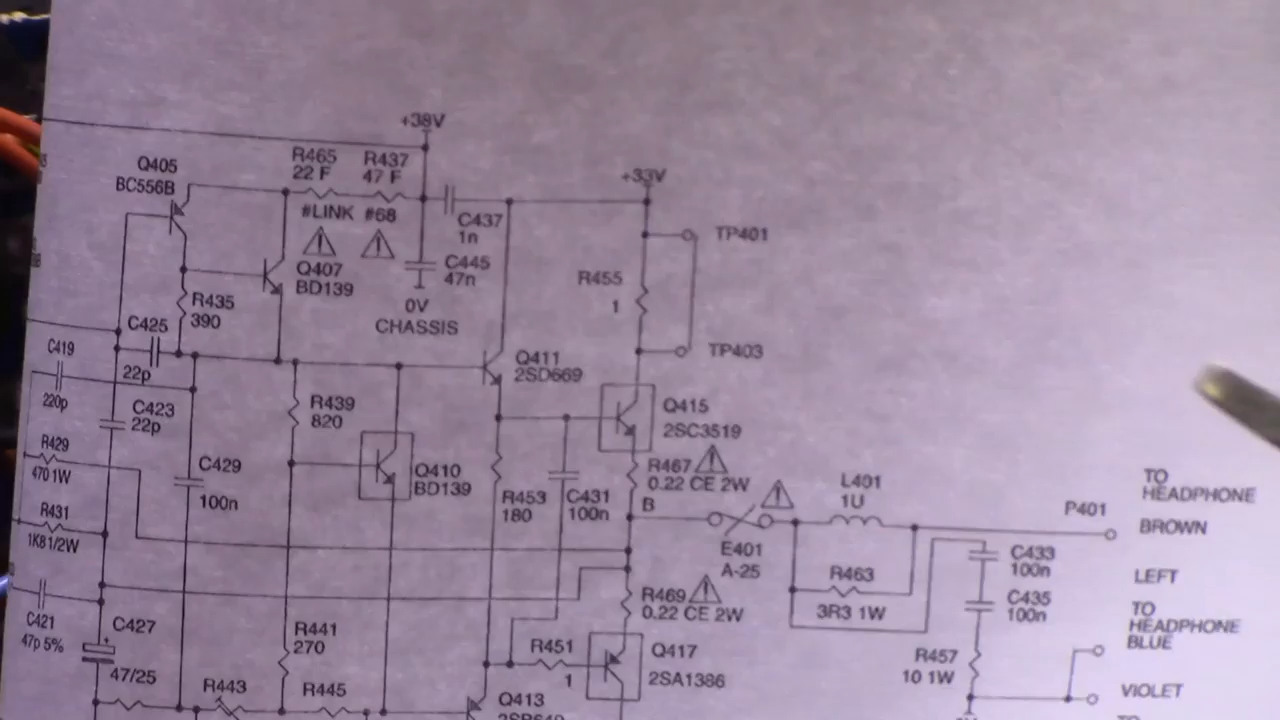 +38V
Q405
BC556B
R465
22 F
R437
47 F
#LINK
#68
+33V
C437
1n
TP401
C445
47n
Q407
BD139
0V
CHASSIS
R455
1
R435
390
C425
22p
TP403
Q411
2SD669
C419
220p
C423
22p
R439
820
Q415
2SC3519
R429
470 1W
C429
100n
Q410
BD139
R467
0.22 CE 2W
R453
180
C431
100n
B
L401
1U
P401
TO
HEADPHONE
BROWN
R431
1K8 1/2W
E401
A-25
C433
100n
LEFT
R463
3R3 1W
C435
100n
R469
0.22 CE 2W
TO
HEADPHONE
BLUE
C421
47p 5%
C427
+
47/25
R441
270
R451
1
Q417
2SA1386
R457
10 1W
VIOLET
R443
R445
Q413
TO